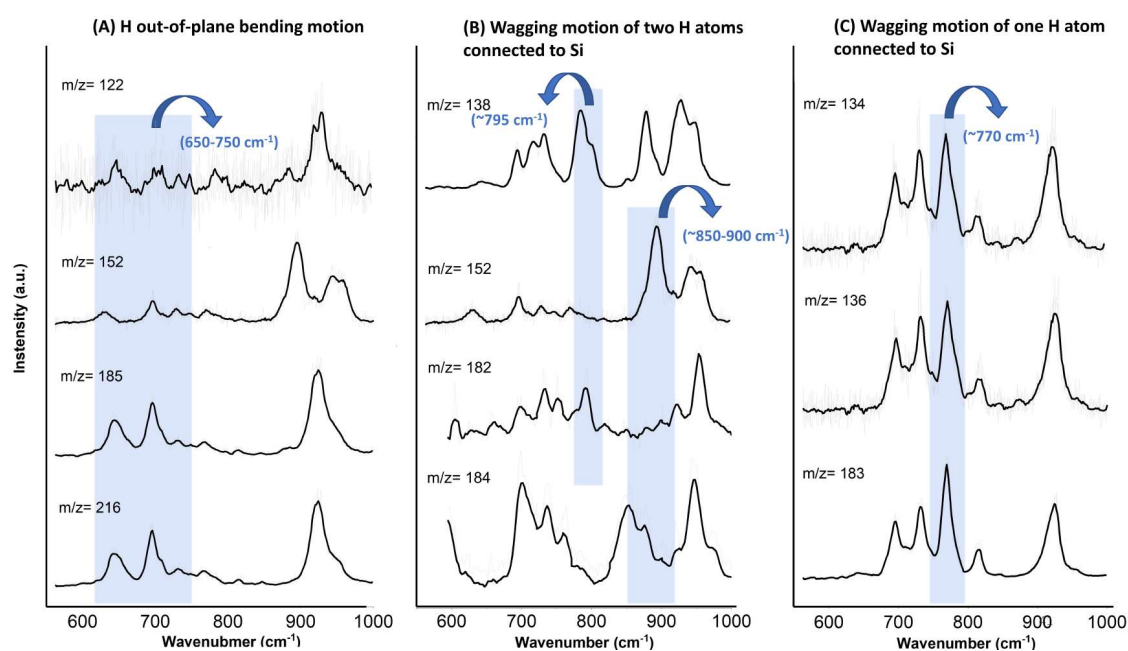 (A) H out-of-plane bending motion
m/z= 122
(650-750 cm-1)
m/z= 152
m/z= 185
m/z= 216
Instensity (a.u.)
600 700 800 900 1000
Wavenubmer (cm-1)
(B) Wagging motion of two H atoms
connected to Si
m/z= 138
(~795 cm-1)
(~850-900 cm-1)
m/z= 152
m/z= 182
m/z= 184
600 700 800 900 1000
Wavenumber (cm-1)
(C) Wagging motion of one H atom
connected to Si
m/z= 134
(~770 cm-1)
m/z= 136
m/z= 183
600 700 800 900 1000
Wavenumber (cm-1)